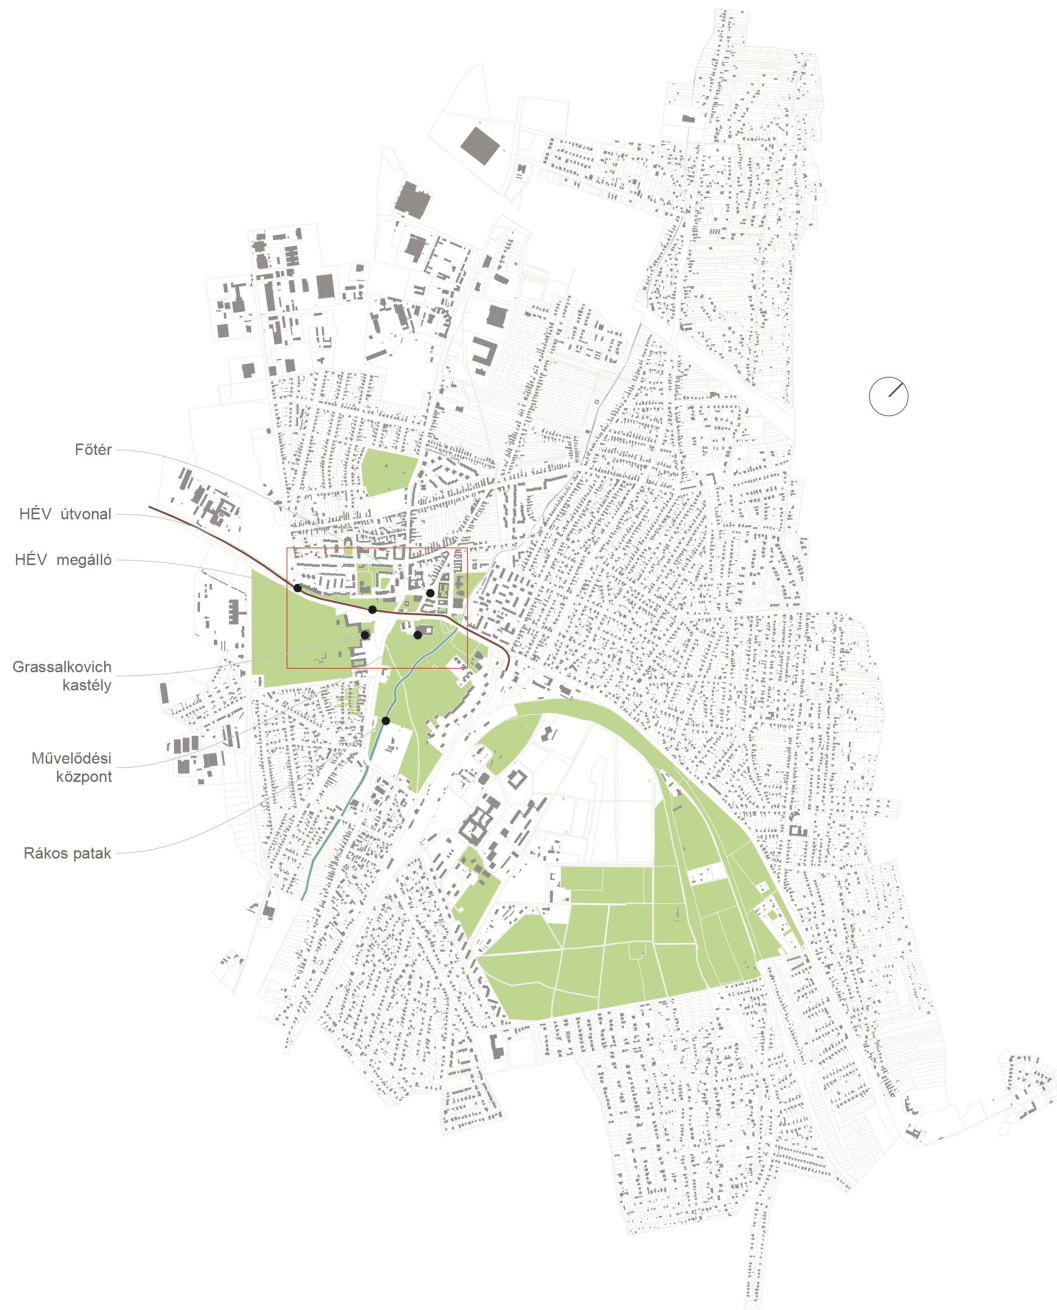 Főtér
HÉV útvonal
HÉV megálló
Grassalkovich
kastély
Művelődési
központ
Rákos patak